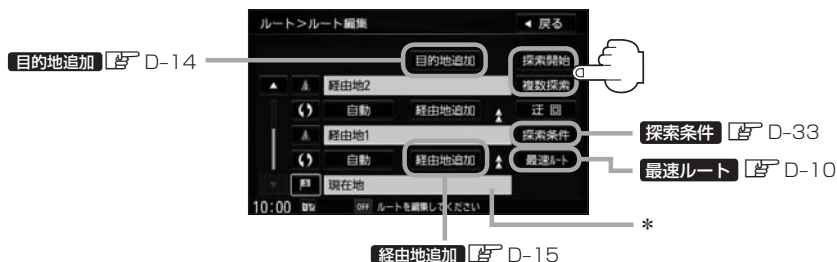 ルート>ルート編集 ◀ 戻る
目的地追加 D-14
目的地追加 探索開始
▲ 経由地2 複数探索
自動 経由地追加 迂回
経由地1 探索条件
探索条件 D-33
自動 経由地追加 最速ルート
最速ルート D-10
▼ 現在地
10:00 OFF ルートを編集してください
*
経由地追加 D-15